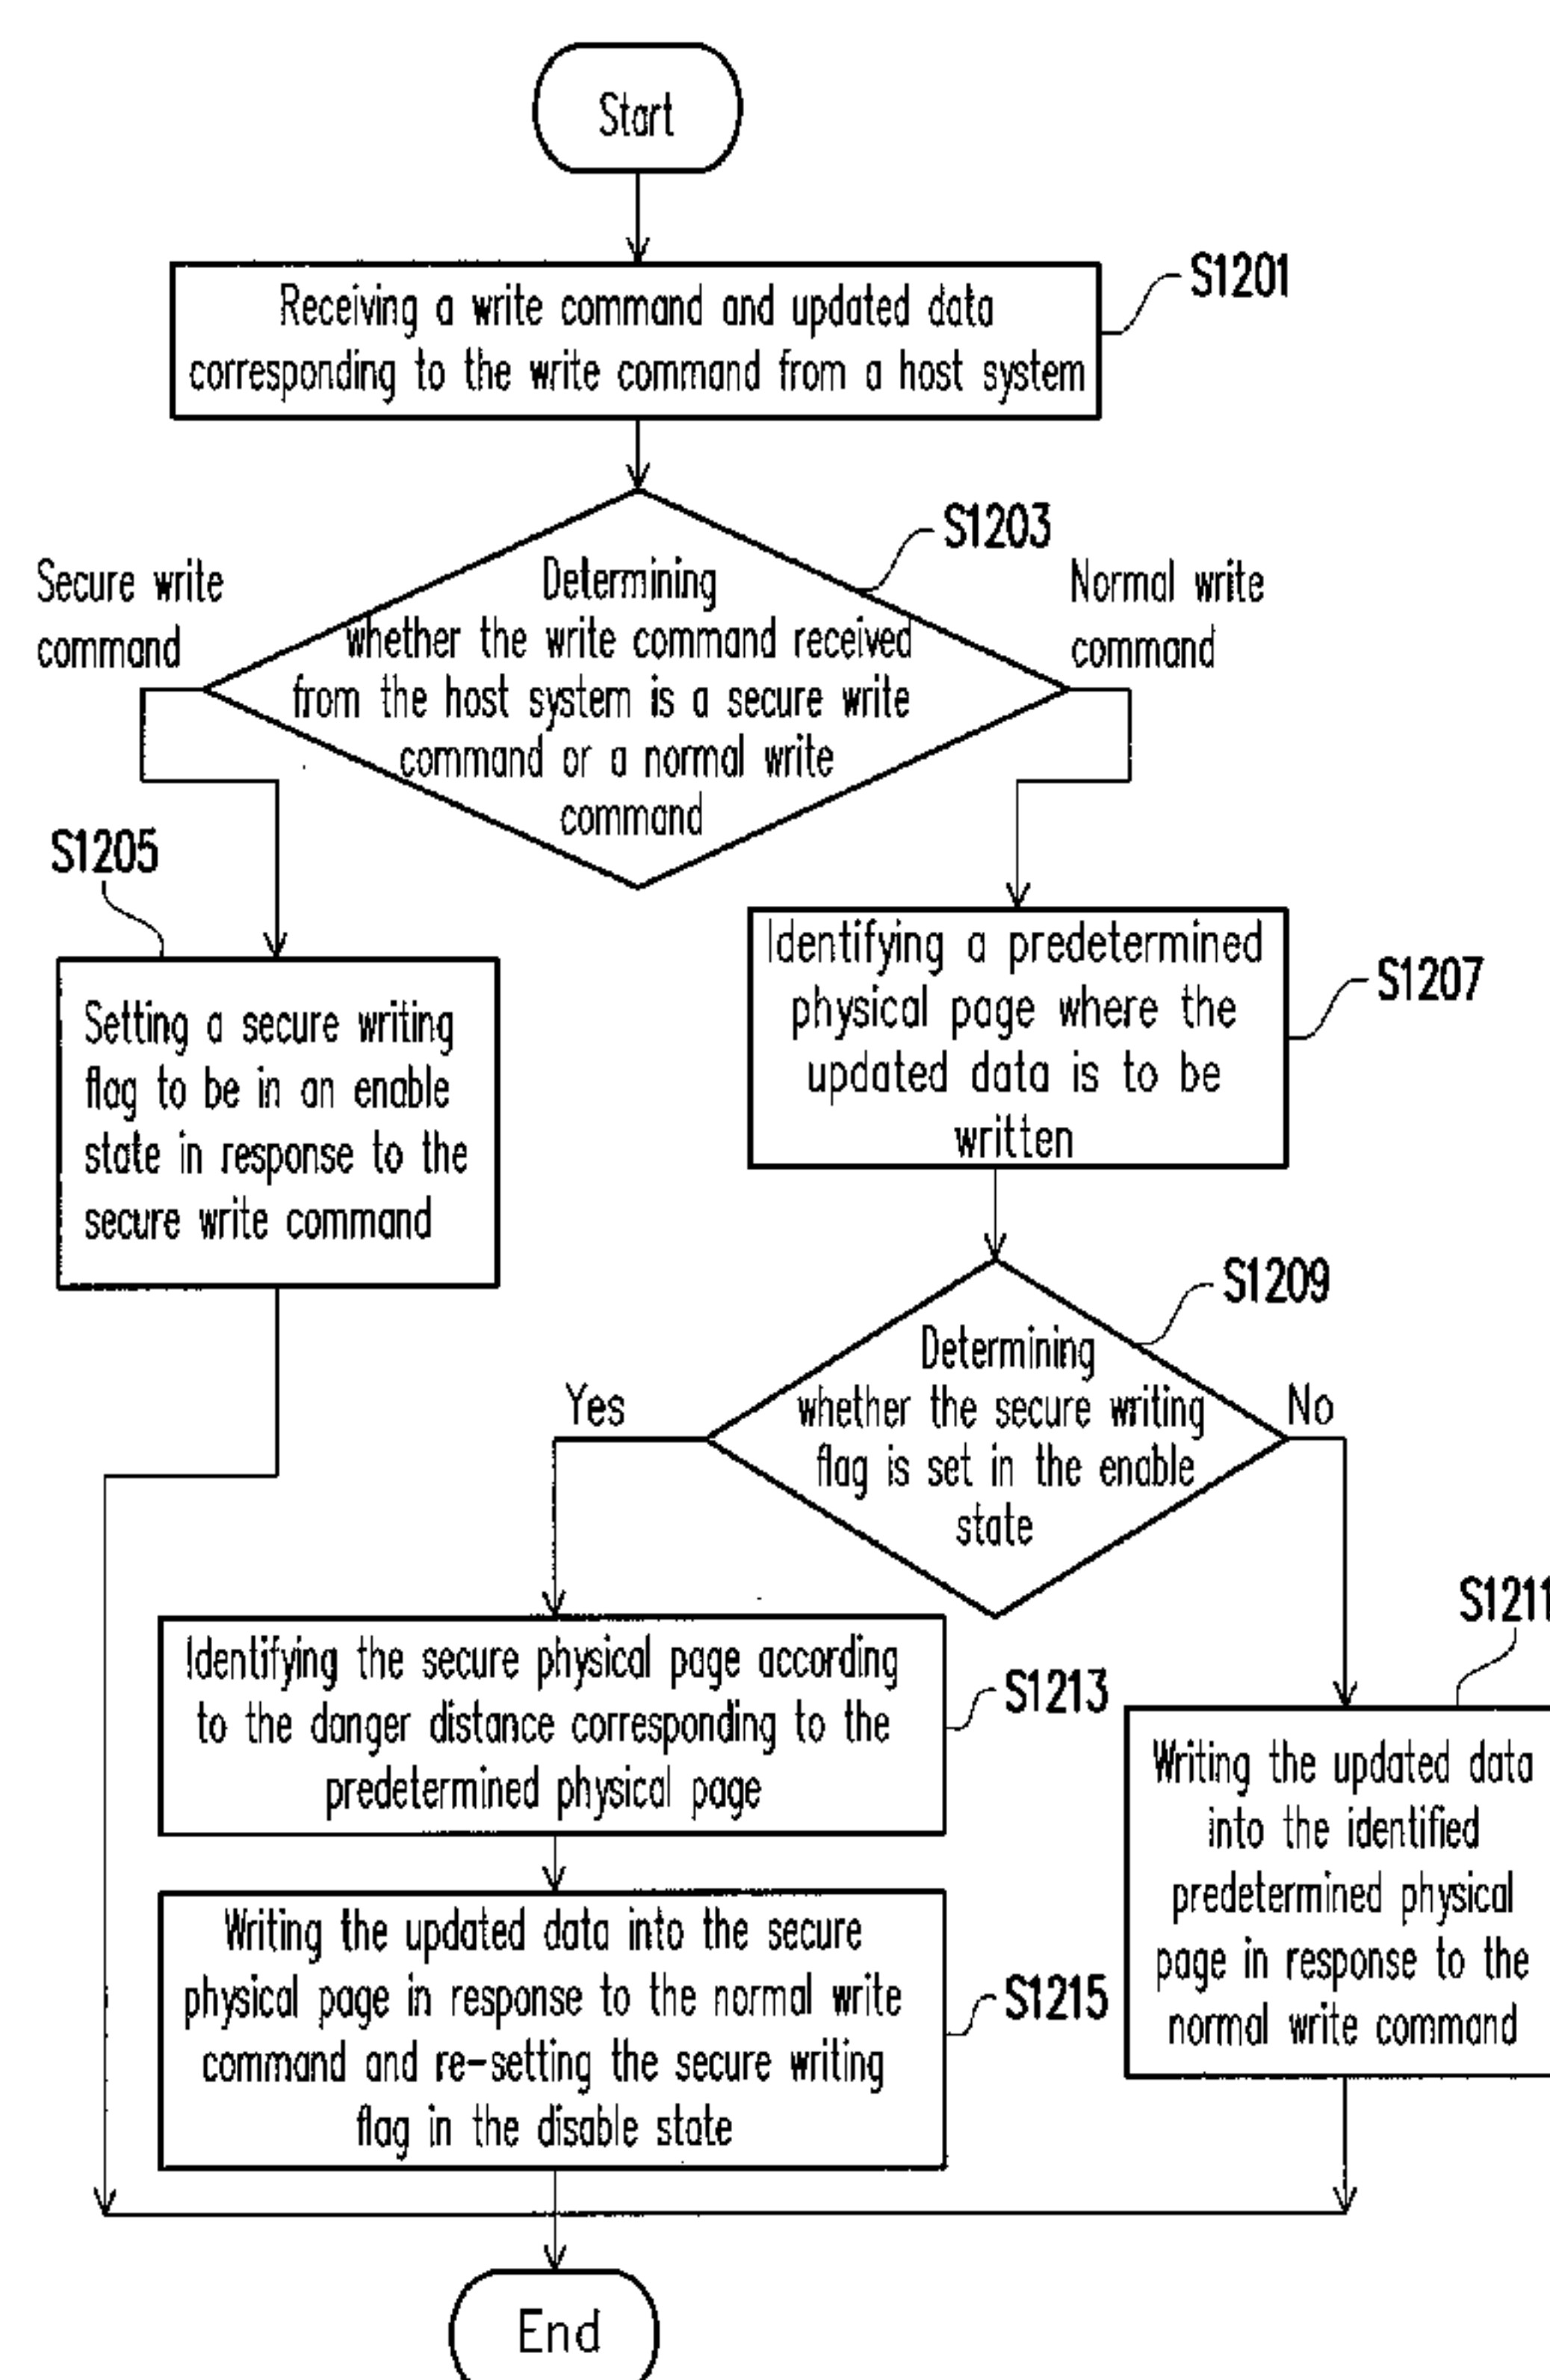 Start
Receiving a write command and updated data
corresponding to the write command from a host system
S1201
S1203
Secure write
command
Normal write
command
Determining
whether the write command received
from the host system is a secure write
command or a normal write
command
S1205
Setting a secure writing
flag to be in an enable
state in response to the
secure write command
Identifying a predetermined
physical page where the
updated data is to be
written
S1207
S1209
Determining
whether the secure writing
flag is set in the enable
state
Yes
No
Identifying the secure physical page according
to the danger distance corresponding to the
predetermined physical page
S1213
S1211
Writing the updated data
into the identified
predetermined physical
page in response to the
normal write command
Writing the updated data into the secure
physical page in response to the normal write
command and re-setting the secure writing
flag in the disable state
S1215
End